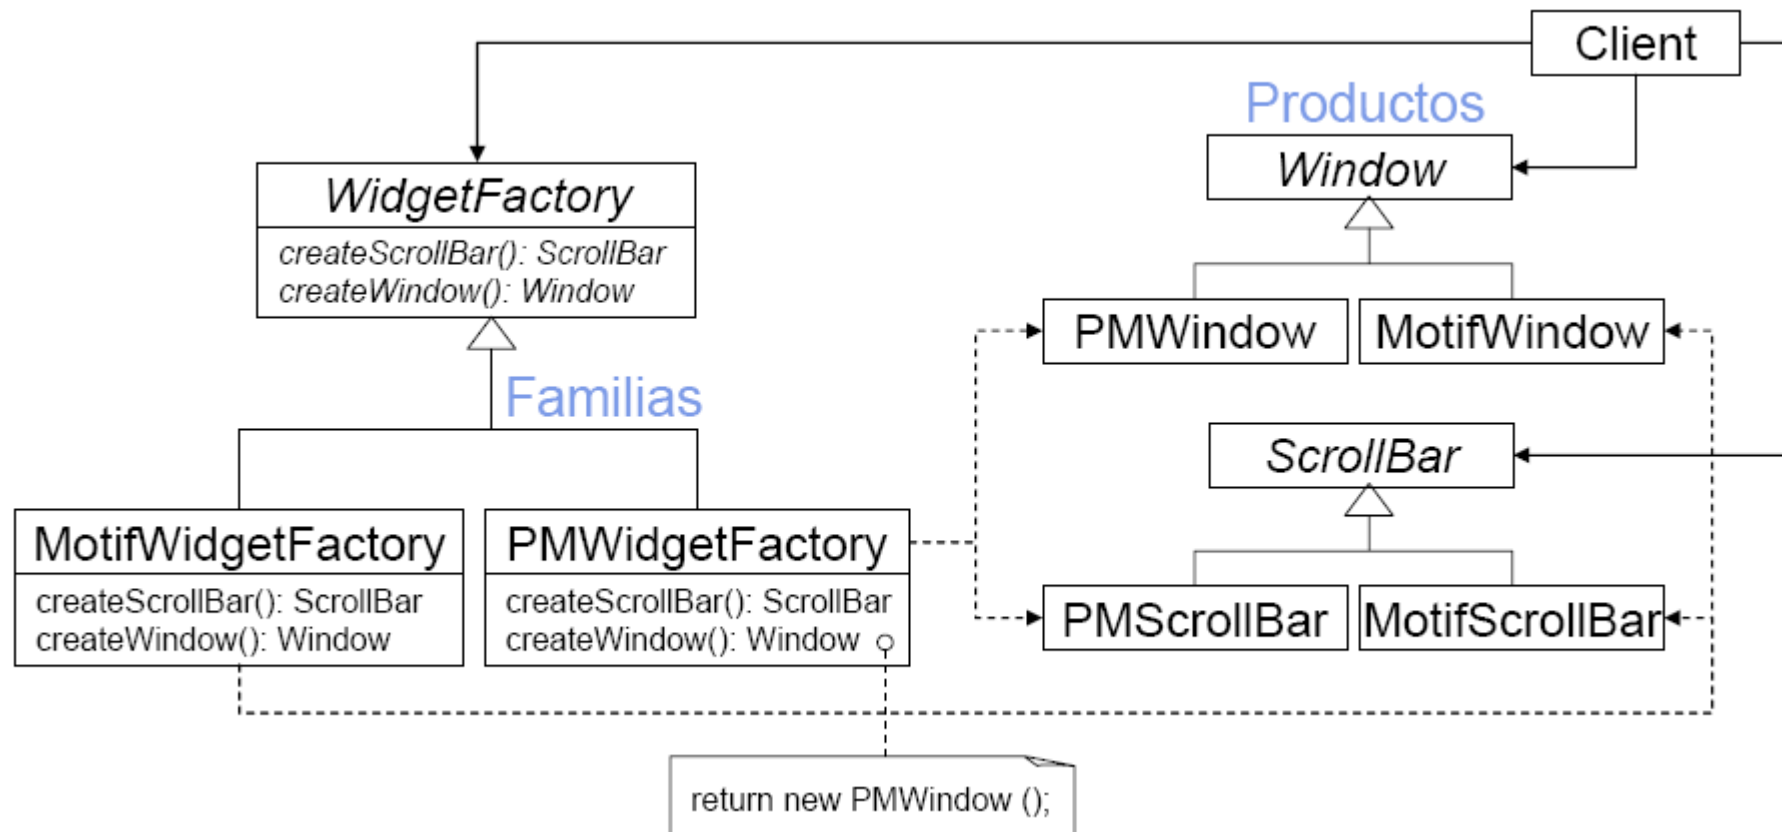 Client
Productos
Window
WidgetFactory
createScrollBar(): ScrollBar
createWindow(): Window
PMWindow
MotifWindow
Familias
ScrollBar
MotifWidgetFactory
createScrollBar(): ScrollBar
createWindow(): Window
PMWidgetFactory
createScrollBar(): ScrollBar
createWindow(): Window
PMScrollBar
MotifScrollBar
return new PMWindow ();